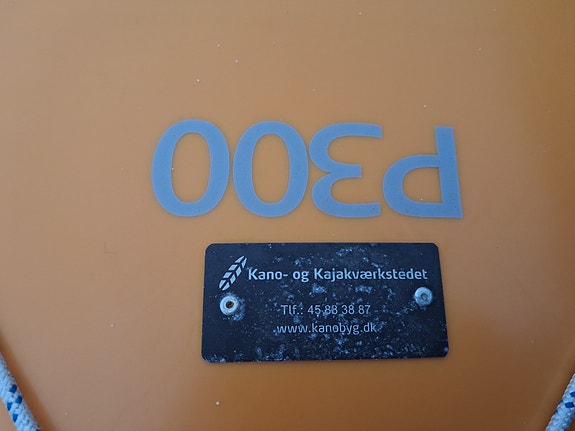 P300
Kano- og Kajakværkstedet
Tlf.: 45 88 38 87
www.kanobyg.dk